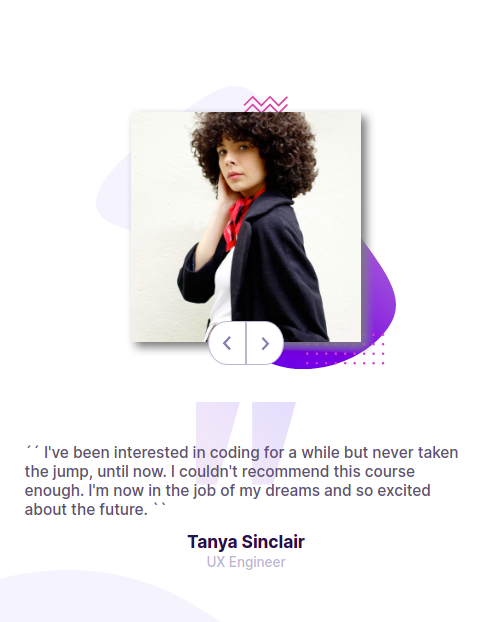 ´´ I've been interested in coding for a while but never taken
the jump, until now. I couldn't recommend this course
enough. I'm now in the job of my dreams and so excited
about the future. ``
Tanya Sinclair
UX Engineer